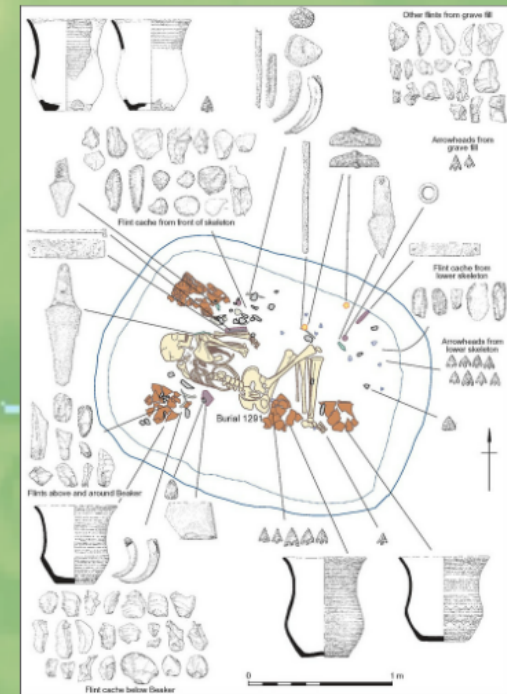 Other flints from grave fill
Arrowheads from
grave fill
Flint cache from front of skeleton
Flint cache from
lower skeleton
Arrowheads from
lower skeleton
Burial 1291
Flints above and around Beaker
0
1 m
Flint cache below Beaker